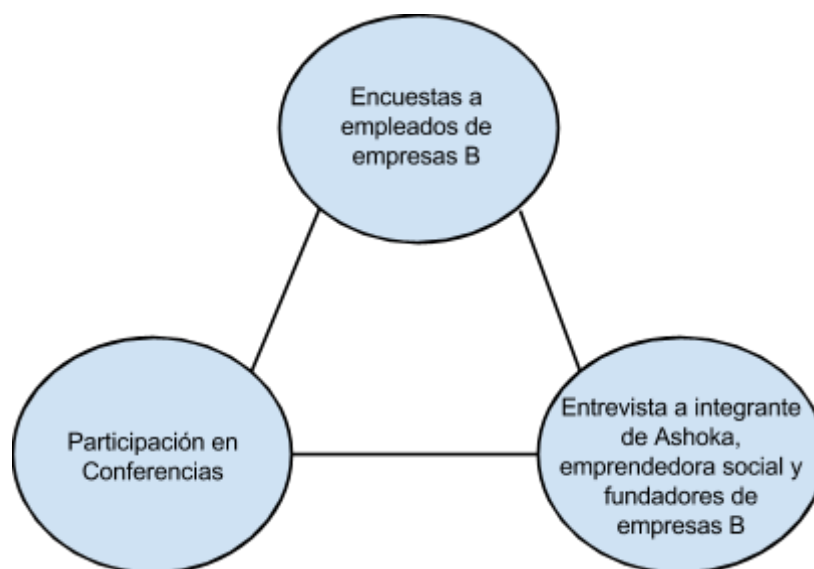 Encuestas a
empleados de
empresas B
Participación en
Conferencias
Entrevista a integrante
de Ashoka,
emprendedora social y
fundadores de
empresas B